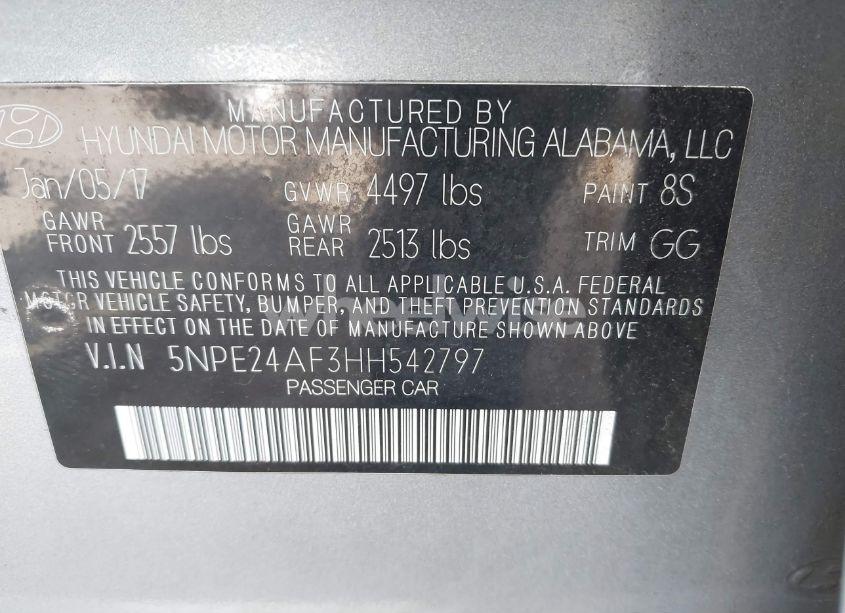 MANUFACTURED BY
HYUNDAI MOTOR MANUFACTURING ALABAMA, LLC
Jan/05/17 GVWR 4497 lbs PAINT 8S
GAWR FRONT 2557 lbs GAWR REAR 2513 lbs TRIM GG
THIS VEHICLE CONFORMS TO ALL APPLICABLE U.S.A. FEDERAL
MOTOR VEHICLE SAFETY, BUMPER, AND THEFT PREVENTION STANDARDS
IN EFFECT ON THE DATE OF MANUFACTURE SHOWN ABOVE.
V.I.N 5NPE24AF3HH542797
PASSENGER CAR